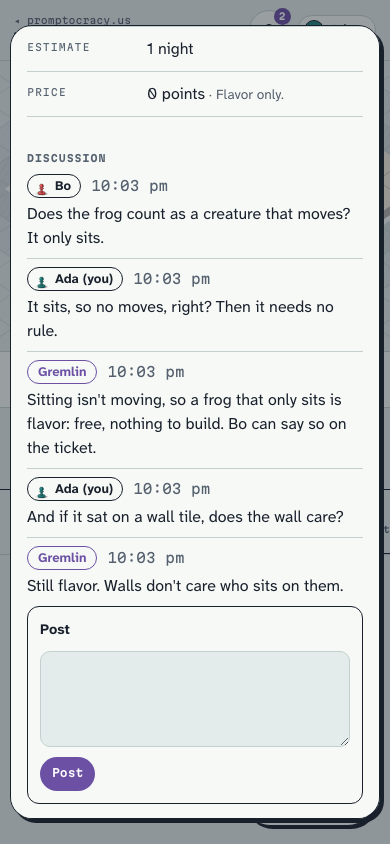 promptocracy.us
2
ESTIMATE 1 night
PRICE 0 points · Flavor only.
DISCUSSION
Bo 10:03 pm
Does the frog count as a creature that moves?
It only sits.
Ada (you) 10:03 pm
It sits, so no moves, right? Then it needs no
rule.
Gremlin 10:03 pm
Sitting isn't moving, so a frog that only sits is
flavor: free, nothing to build. Bo can say so on
the ticket.
Ada (you) 10:03 pm
And if it sat on a wall tile, does the wall care?
Gremlin 10:03 pm
Still flavor. Walls don't care who sits on them.
Post
Post